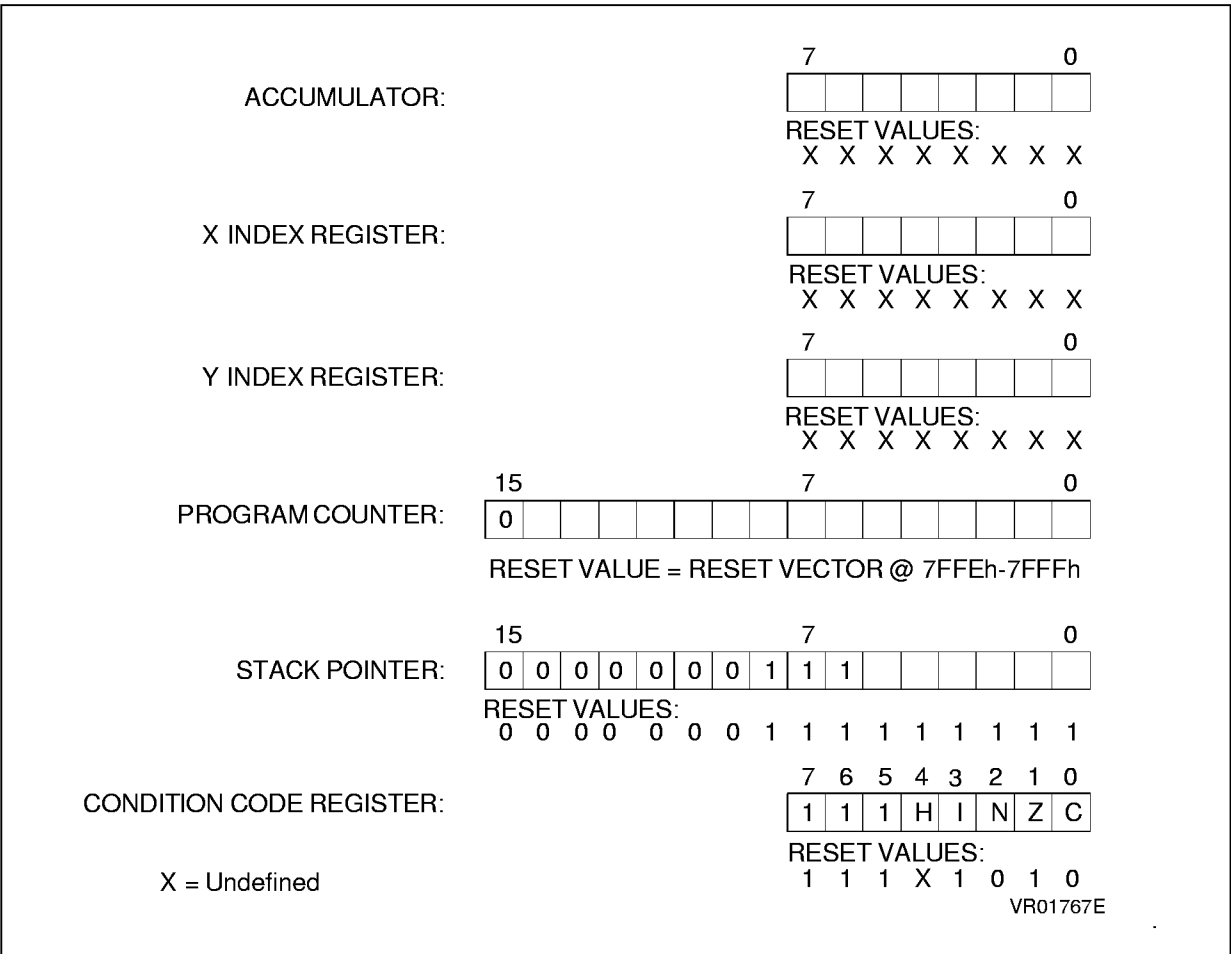 7 0
ACCUMULATOR:
RESET VALUES:
X X X X X X X X
7 0
X INDEX REGISTER:
RESET VALUES:
X X X X X X X X
7 0
Y INDEX REGISTER:
RESET VALUES:
X X X X X X X X
15 7 0
PROGRAM COUNTER: 0
RESET VALUE = RESET VECTOR @ 7FFEh-7FFFh
15 7 0
STACK POINTER: 0 0 0 0 0 0 0 1 1 1
RESET VALUES:
0 0 0 0 0 0 0 1 1 1 1 1 1 1 1
7 6 5 4 3 2 1 0
CONDITION CODE REGISTER: 1 1 1 H I N Z C
RESET VALUES:
1 1 1 X 1 0 1 0
X = Undefined
VR01767E